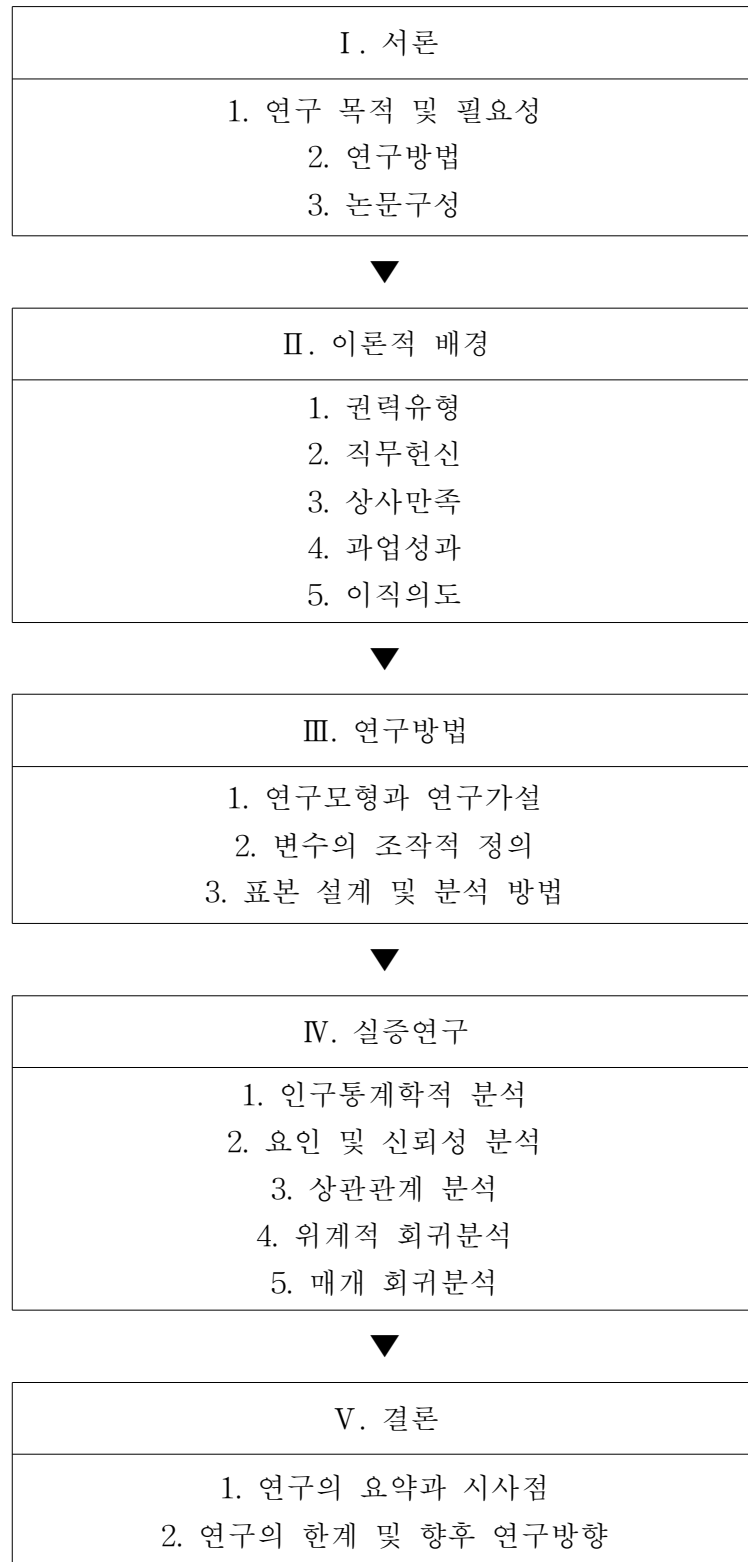 Ⅰ. 서론
1. 연구 목적 및 필요성
2. 연구방법
3. 논문구성
▼
Ⅱ. 이론적 배경
1. 권력유형
2. 직무헌신
3. 상사만족
4. 과업성과
5. 이직의도
▼
Ⅲ. 연구방법
1. 연구모형과 연구가설
2. 변수의 조작적 정의
3. 표본 설계 및 분석 방법
▼
Ⅳ. 실증연구
1. 인구통계학적 분석
2. 요인 및 신뢰성 분석
3. 상관관계 분석
4. 위계적 회귀분석
5. 매개 회귀분석
▼
Ⅴ. 결론
1. 연구의 요약과 시사점
2. 연구의 한계 및 향후 연구방향